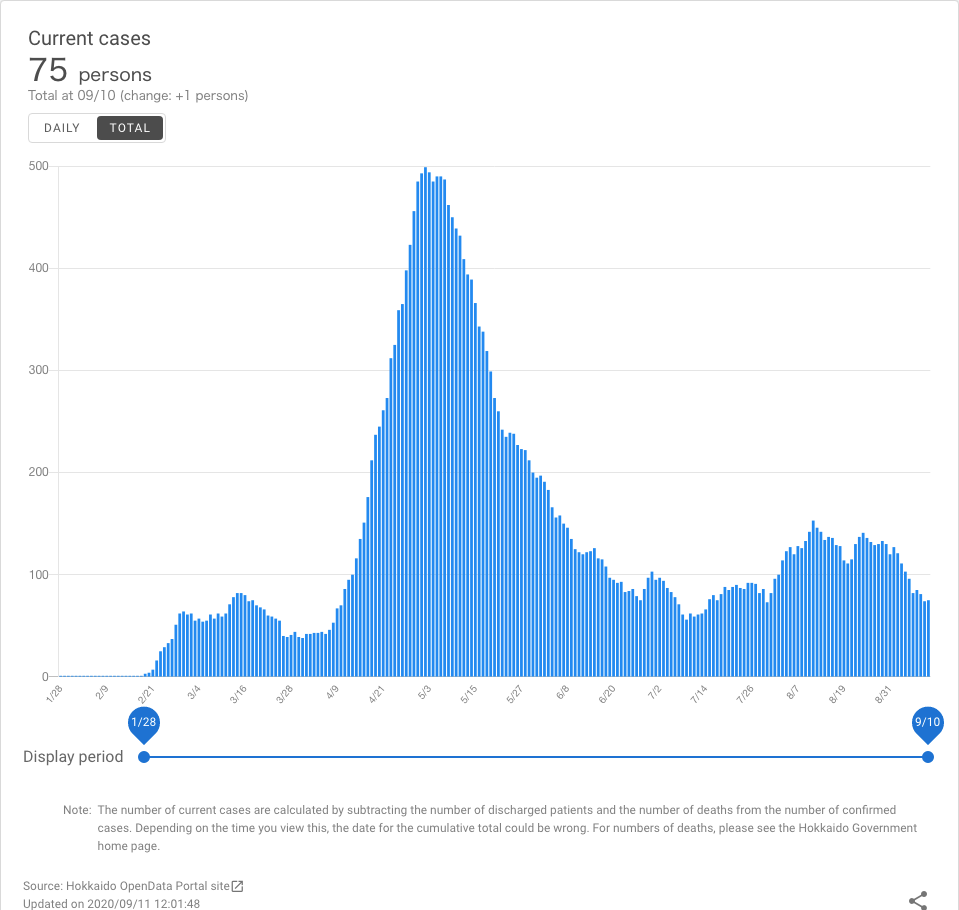 Current cases
75 persons
Total at 09/10 (change: +1 persons)
DAILY TOTAL
500
400
300
200
100
0
1/28 2/9 2/21 3/4 3/16 3/28 4/9 4/21 5/3 5/15 5/27 6/8 6/20 7/2 7/14 7/26 8/7 8/19 8/31
1/28 9/10
Display period
Note: The number of current cases are calculated by subtracting the number of discharged patients and the number of deaths from the number of confirmed
cases. Depending on the time you view this, the date for the cumulative total could be wrong. For numbers of deaths, please see the Hokkaido Government
home page.
Source: Hokkaido OpenData Portal site
Updated on 2020/09/11 12:01:48